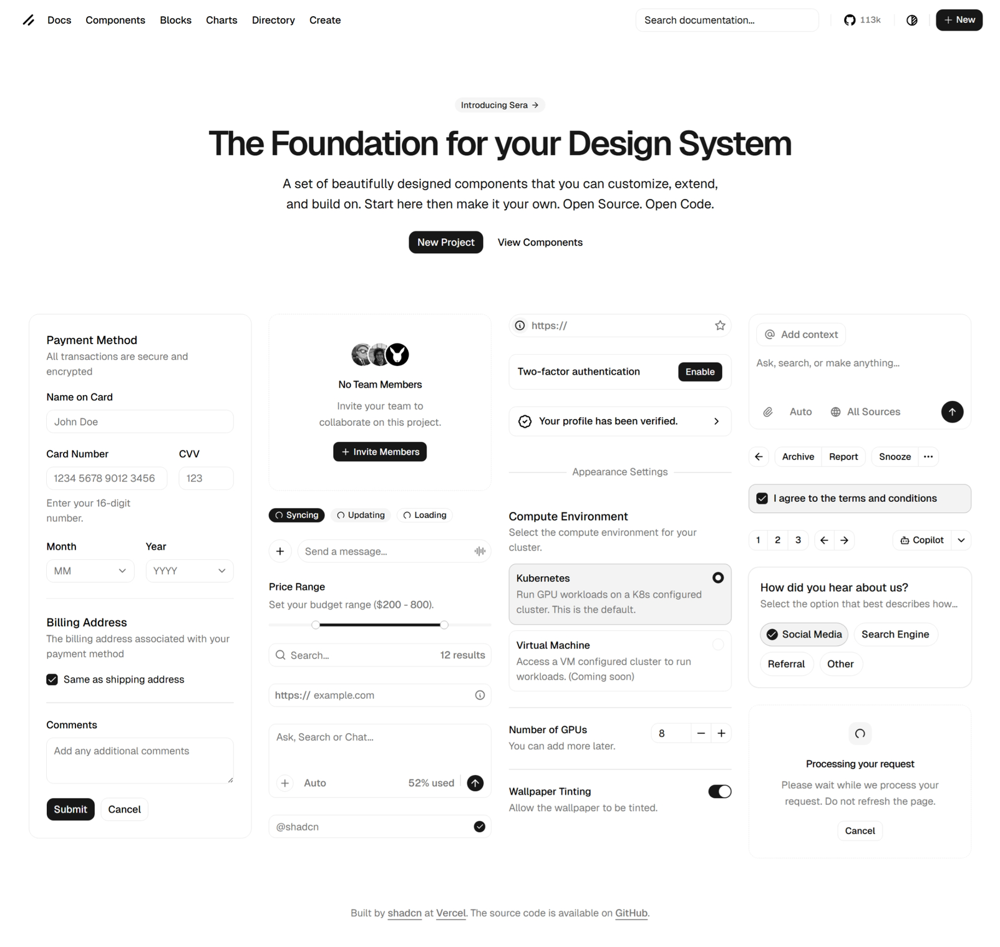 Docs
Components
Blocks
Charts
Directory
Create
Search documentation...
113k
New
Introducing Sera
The Foundation for your Design System
A set of beautifully designed components that you can customize, extend,
and build on. Start here then make it your own. Open Source. Open Code.
New Project
View Components
Payment Method
All transactions are secure and
encrypted
Name on Card
John Doe
Card Number
CVV
1234 5678 9012 3456
123
Enter your 16-digit
number.
Month
Year
MM
YYYY
Billing Address
The billing address associated with your
payment method
Same as shipping address
Comments
Add any additional comments
Submit
Cancel
No Team Members
Invite your team to
collaborate on this project.
Invite Members
Syncing
Updating
Loading
Send a message...
Price Range
Set your budget range ($200 - 800).
Search...
12 results
https:// example.com
Ask, Search or Chat...
Auto
52% used
@shadcn
https://
Two-factor authentication
Enable
Your profile has been verified.
Appearance Settings
Compute Environment
Select the compute environment for your
cluster.
Kubernetes
Run GPU workloads on a K8s configured
cluster. This is the default.
Virtual Machine
Access a VM configured cluster to run
workloads. (Coming soon)
Number of GPUs
You can add more later.
8
Wallpaper Tinting
Allow the wallpaper to be tinted.
@ Add context
Ask, search, or make anything...
Auto
All Sources
Archive
Report
Snooze
I agree to the terms and conditions
1
2
3
Copilot
How did you hear about us?
Select the option that best describes how...
Social Media
Search Engine
Referral
Other
Processing your request
Please wait while we process your
request. Do not refresh the page.
Cancel
Built by shadcn at Vercel. The source code is available on GitHub.